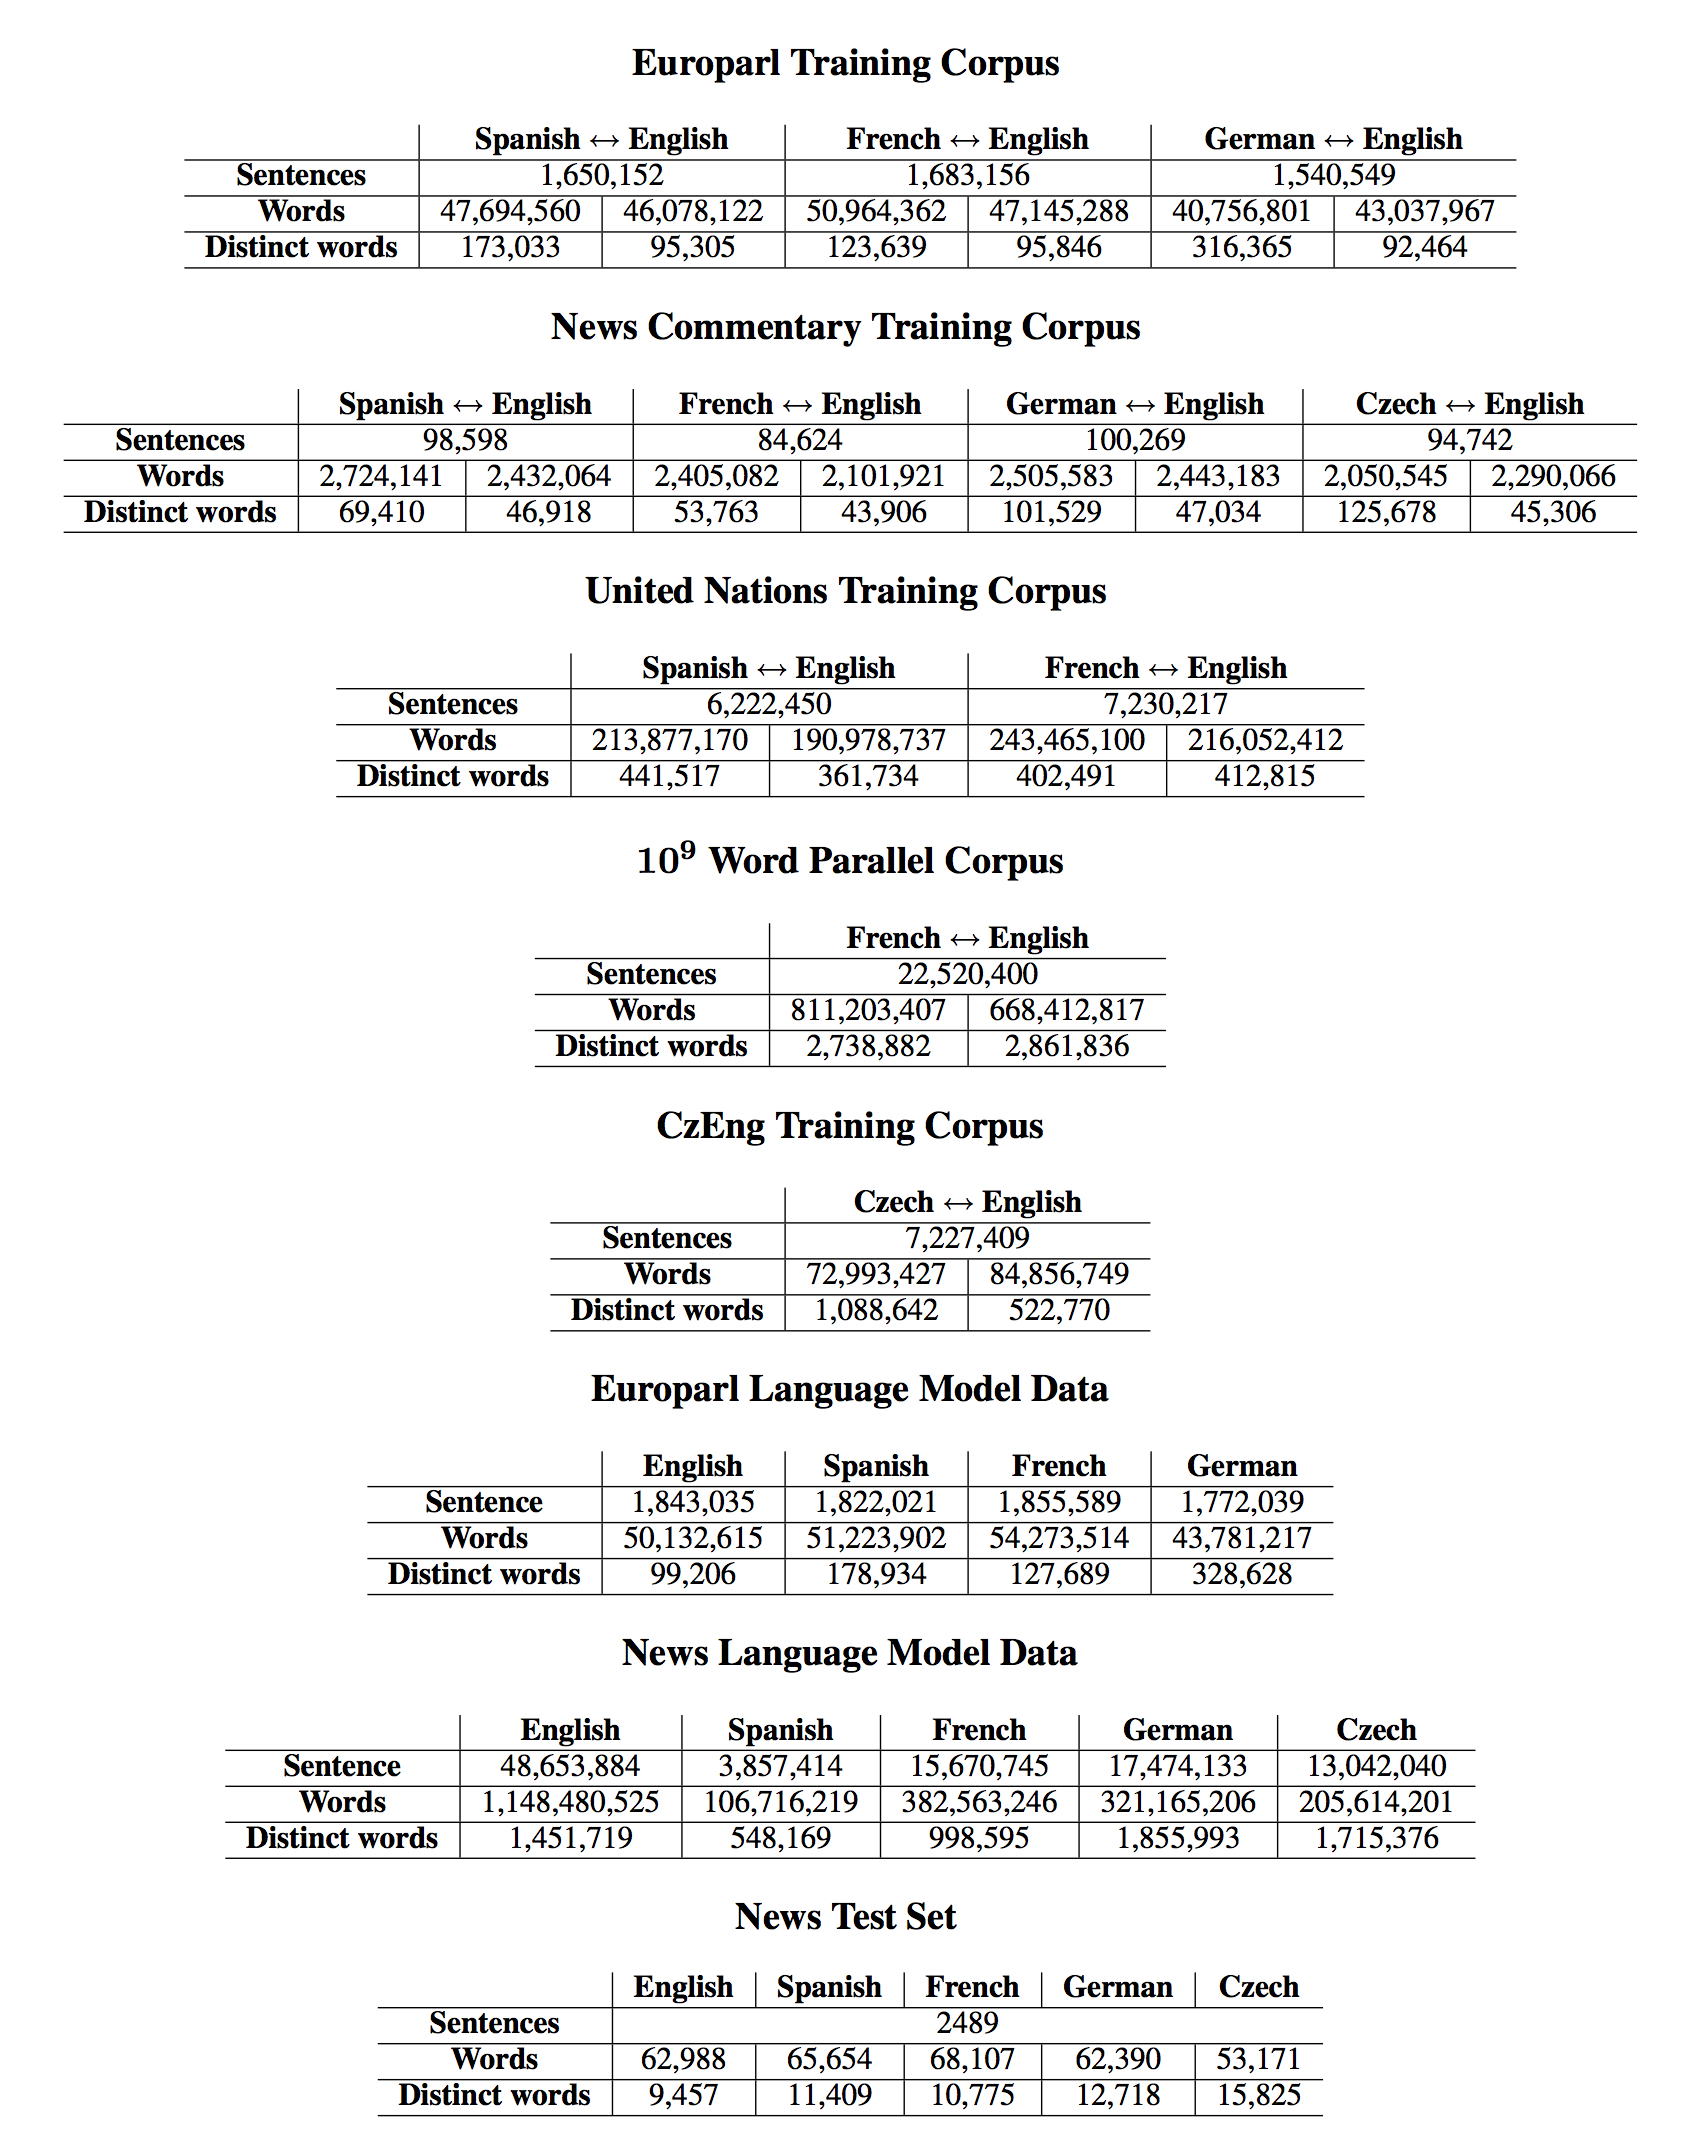 Europarl Training Corpus
Spanish ↔ English French ↔ English German ↔ English
Sentences 1,650,152 1,683,156 1,540,549
Words 47,694,560 46,078,122 50,964,362 47,145,288 40,756,801 43,037,967
Distinct words 173,033 95,305 123,639 95,846 316,365 92,464
News Commentary Training Corpus
Spanish ↔ English French ↔ English German ↔ English Czech ↔ English
Sentences 98,598 84,624 100,269 94,742
Words 2,724,141 2,432,064 2,405,082 2,101,921 2,505,583 2,443,183 2,050,545 2,290,066
Distinct words 69,410 46,918 53,763 43,906 101,529 47,034 125,678 45,306
United Nations Training Corpus
Spanish ↔ English French ↔ English
Sentences 6,222,450 7,230,217
Words 213,877,170 190,978,737 243,465,100 216,052,412
Distinct words 441,517 361,734 402,491 412,815
10⁹ Word Parallel Corpus
French ↔ English
Sentences 22,520,400
Words 811,203,407 668,412,817
Distinct words 2,738,882 2,861,836
CzEng Training Corpus
Czech ↔ English
Sentences 7,227,409
Words 72,993,427 84,856,749
Distinct words 1,088,642 522,770
Europarl Language Model Data
English Spanish French German
Sentence 1,843,035 1,822,021 1,855,589 1,772,039
Words 50,132,615 51,223,902 54,273,514 43,781,217
Distinct words 99,206 178,934 127,689 328,628
News Language Model Data
English Spanish French German Czech
Sentence 48,653,884 3,857,414 15,670,745 17,474,133 13,042,040
Words 1,148,480,525 106,716,219 382,563,246 321,165,206 205,614,201
Distinct words 1,451,719 548,169 998,595 1,855,993 1,715,376
News Test Set
English Spanish French German Czech
Sentences 2489
Words 62,988 65,654 68,107 62,390 53,171
Distinct words 9,457 11,409 10,775 12,718 15,825